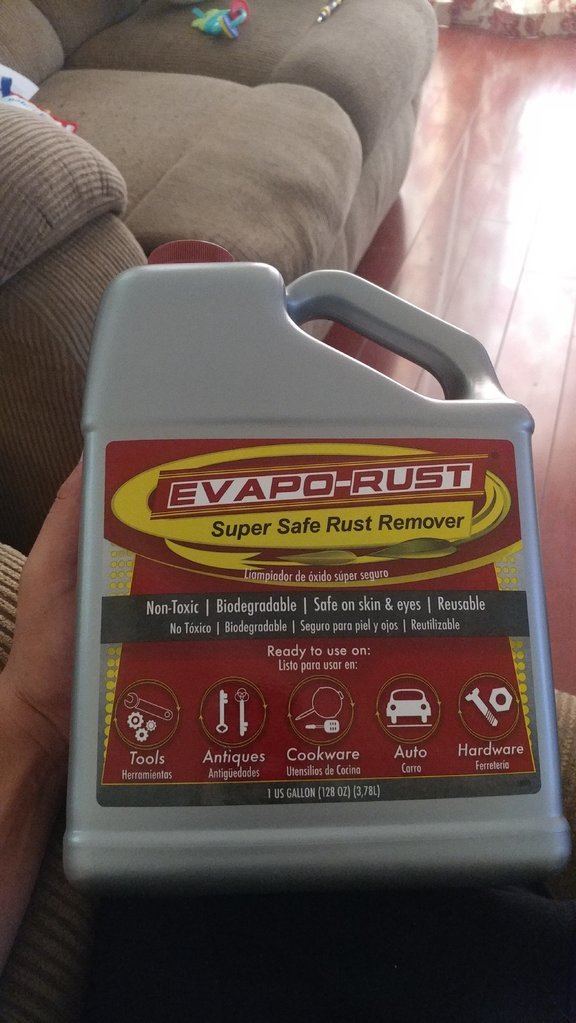 EVAPO-RUST
Super Safe Rust Remover
Liampiador de óxido súper seguro
Non-Toxic | Biodegradable | Safe on skin & eyes | Reusable
No Tóxico | Biodegradable | Seguro para piel y ojos | Reutilizable
Ready to use on:
Listo para usar en:
Tools
Herramientas
Antiques
Antigüedades
Cookware
Utensilios de Cocina
Auto
Carro
Hardware
Ferretería
1 US GALLON (128 OZ) (3,78L)